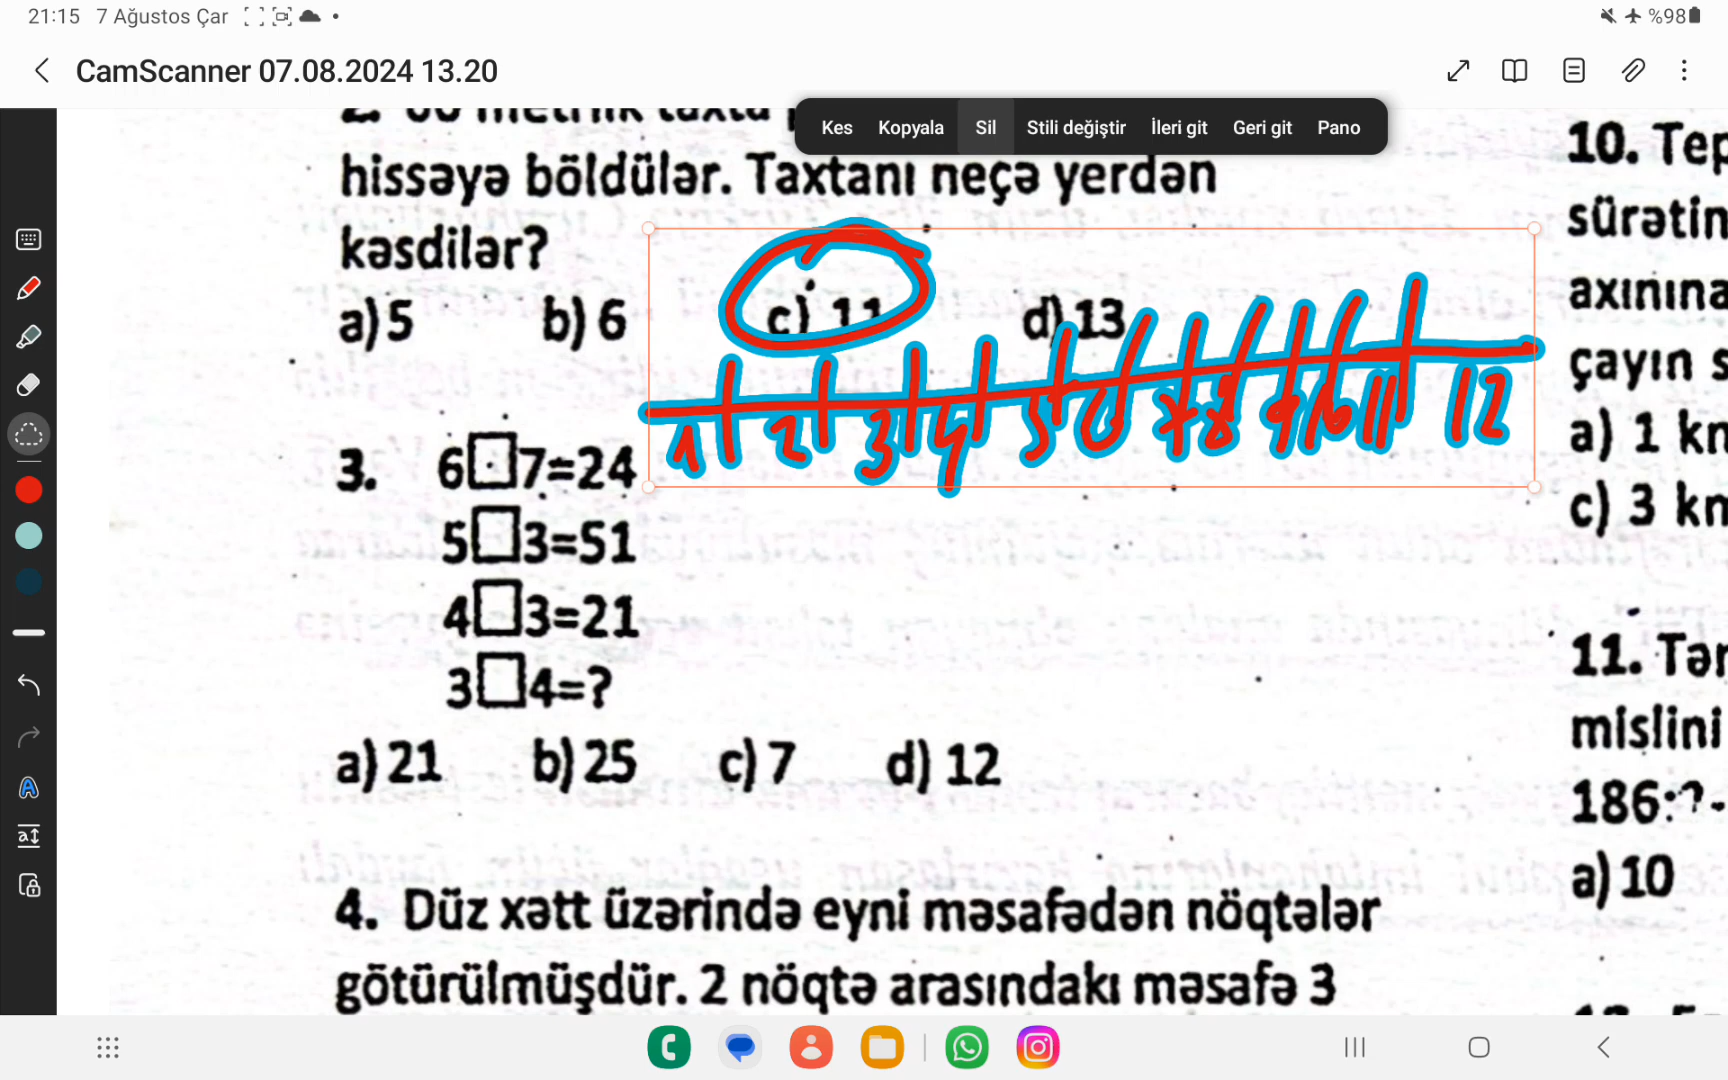 21:15 7 Ağustos Çar
%98
CamScanner 07.08.2024 13.20
Kes Kopyala Sil Stili değiştir İleri git Geri git Pano
hissəyə böldülər. Taxtanı neçə yerdən
kəsdilər?
a) 5 b) 6 c) 11 d) 13
1 2 3 4 5 6 7 8 9 10 11 12
3. 6□7=24
5□3=51
4□3=21
3□4=?
a) 21 b) 25 c) 7 d) 12
4. Düz xətt üzərində eyni məsafədən nöqtələr
götürülmüşdür. 2 nöqtə arasındakı məsafə 3
10. Tep
sürətin
axınına
çayın s
a) 1 kn
c) 3 kn
11. Tər
mislini
186:?-
a) 10